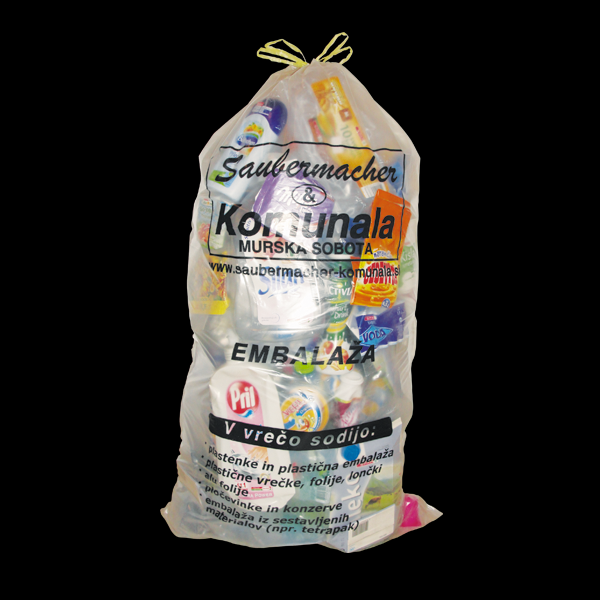 Saubermacher
&
Komunala
MURSKA SOBOTA
www.saubermacher-komunala.si
EMBALAŽA
Pril
VODA
V vrečo sodijo:
• plastenke in plastična embalaža
• plastične vrečke, folije, lončki
• alu folije
• pločevinke in konzerve
• embalaža iz sestavljenih
materialov (npr. tetrapak)